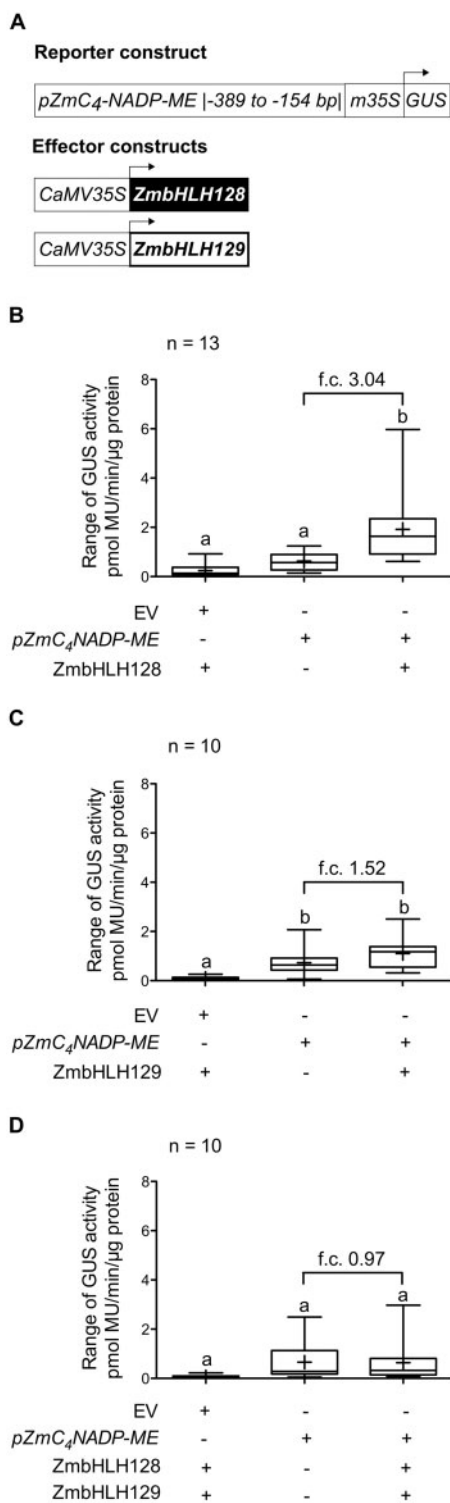 A
Reporter construct
pZmC₄-NADP-ME |-389 to -154 bp| m35S GUS
Effector constructs
CaMV35S ZmbHLH128
CaMV35S ZmbHLH129
B
n = 13
Range of GUS activity
pmol MU/min/µg protein
8
6
4
2
0
f.c. 3.04
a a b
EV + - -
pZmC₄NADP-ME - + +
ZmbHLH128 + - +
C
n = 10
Range of GUS activity
pmol MU/min/µg protein
8
6
4
2
0
f.c. 1.52
a b b
EV + - -
pZmC₄NADP-ME - + +
ZmbHLH129 + - +
D
n = 10
Range of GUS activity
pmol MU/min/µg protein
8
6
4
2
0
f.c. 0.97
a a a
EV + - -
pZmC₄NADP-ME - + +
ZmbHLH128 + - +
ZmbHLH129 + - +